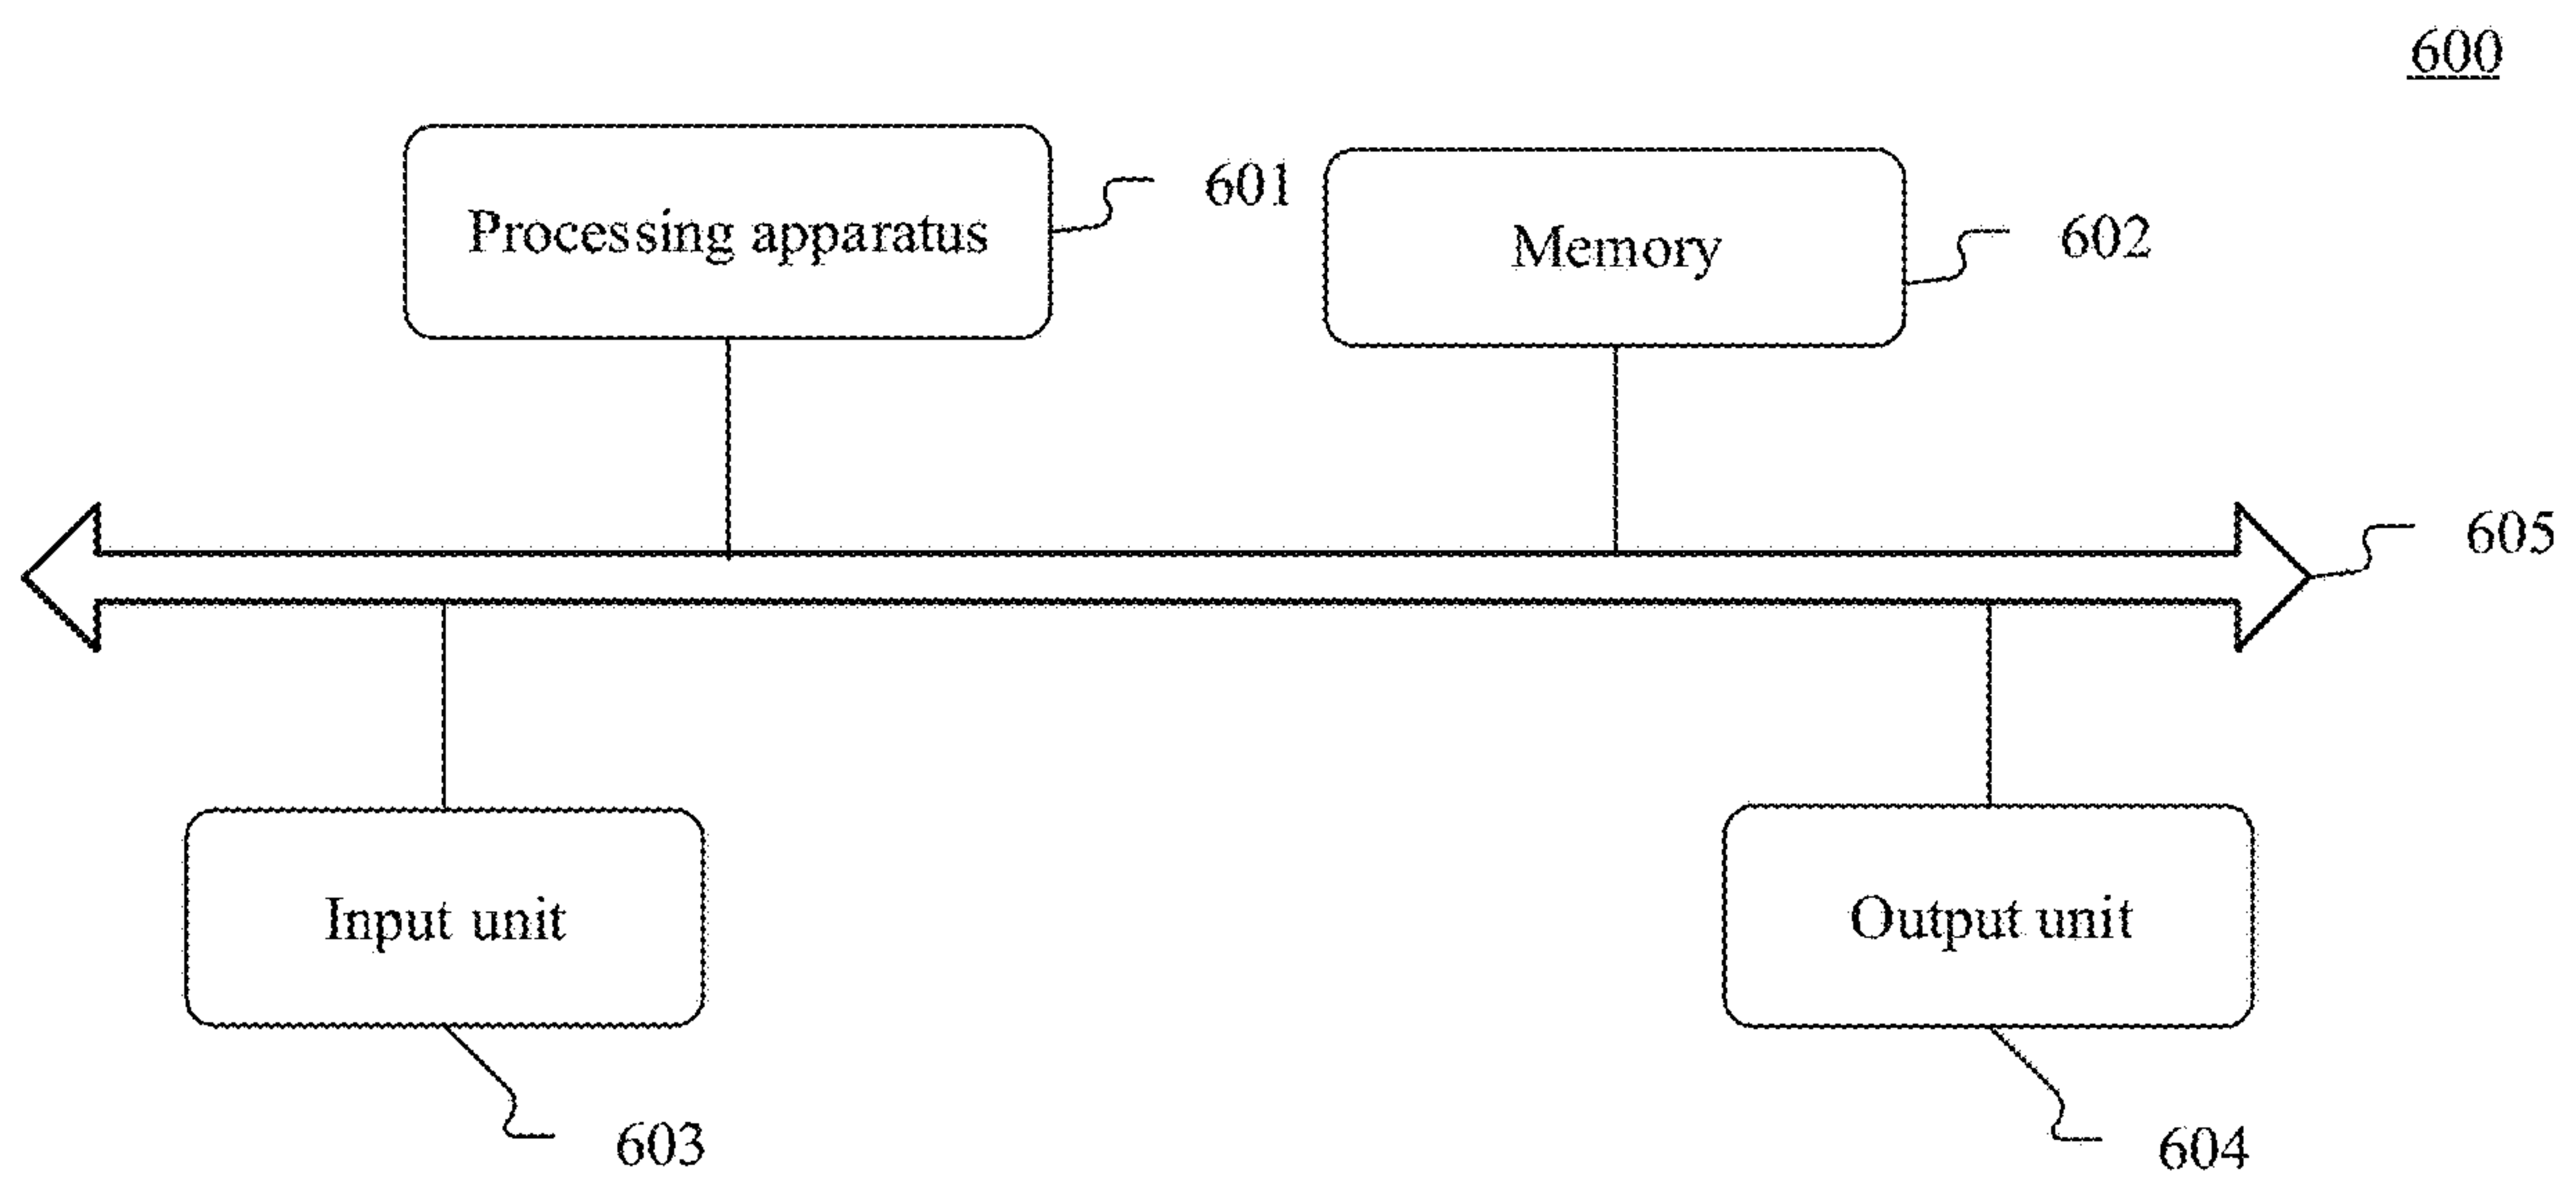 600
Processing apparatus
601
Memory
602
605
Input unit
Output unit
603
604